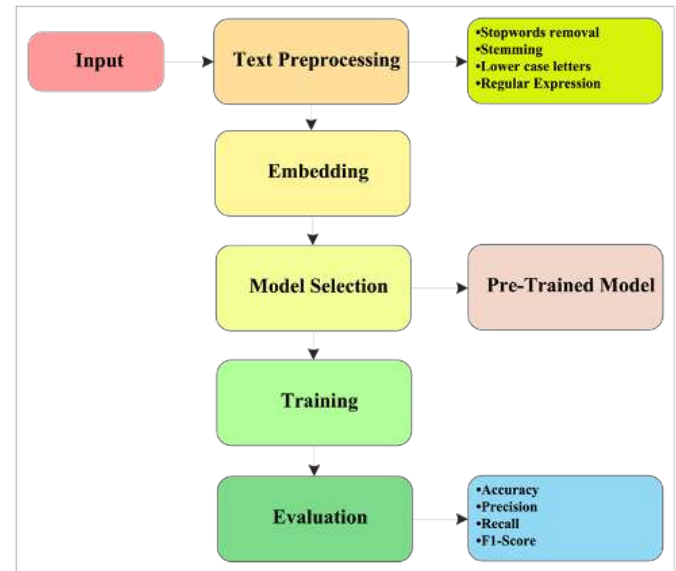 Input
Text Preprocessing
•Stopwords removal
•Stemming
•Lower case letters
•Regular Expression
Embedding
Model Selection
Pre-Trained Model
Training
Evaluation
•Accuracy
•Precision
•Recall
•F1-Score